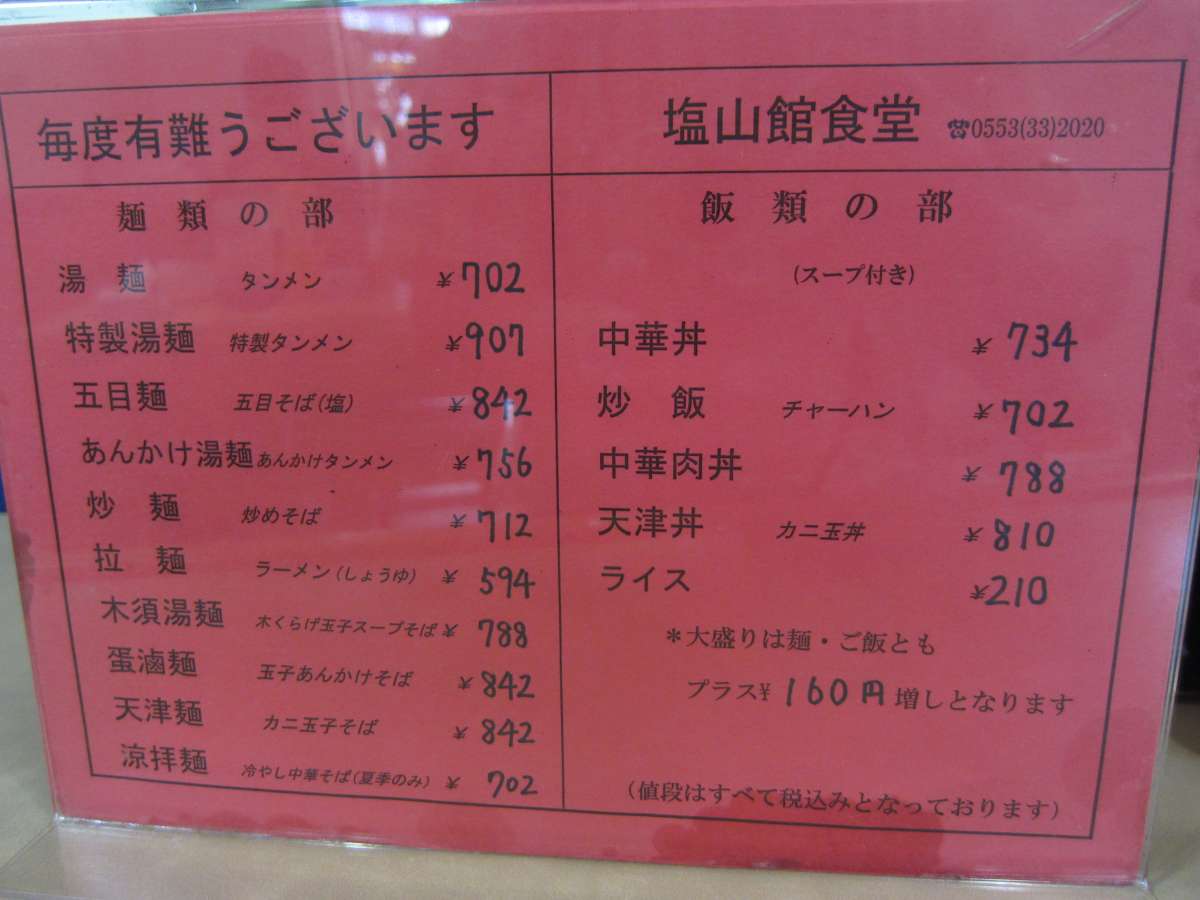 毎度有難うございます
麺類の部
湯麺 タンメン ¥702
特製湯麺 特製タンメン ¥907
五目麺 五目そば(塩) ¥842
あんかけ湯麺 あんかけタンメン ¥756
炒麺 炒めそば ¥712
拉麺 ラーメン(しょうゆ) ¥594
木須湯麺 木くらげ玉子スープそば ¥788
蛋滷麺 玉子あんかけそば ¥842
天津麺 カニ玉子そば ¥842
涼拝麺 冷やし中華そば(夏季のみ) ¥702
塩山館食堂 ☎0553(33)2020
飯類の部
(スープ付き)
中華丼 ¥734
炒飯 チャーハン ¥702
中華肉丼 ¥788
天津丼 カニ玉丼 ¥810
ライス ¥210
*大盛りは麺・ご飯とも
プラス¥160円増しとなります
(値段はすべて税込みとなっております)